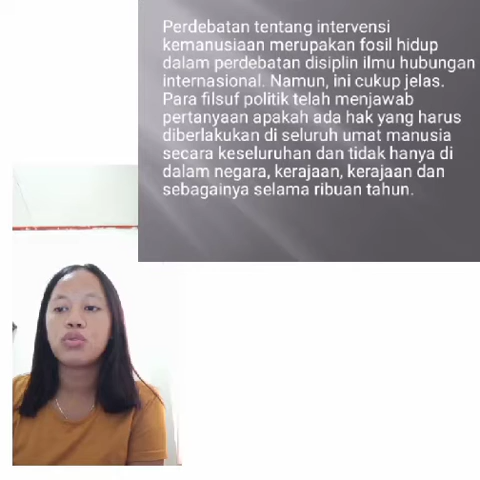 Perdebatan tentang intervensi
kemanusiaan merupakan fosil hidup
dalam perdebatan disiplin ilmu hubungan
internasional. Namun, ini cukup jelas.
Para filsuf politik telah menjawab
pertanyaan apakah ada hak yang harus
diberlakukan di seluruh umat manusia
secara keseluruhan dan tidak hanya di
dalam negara, kerajaan, kerajaan dan
sebagainya selama ribuan tahun.